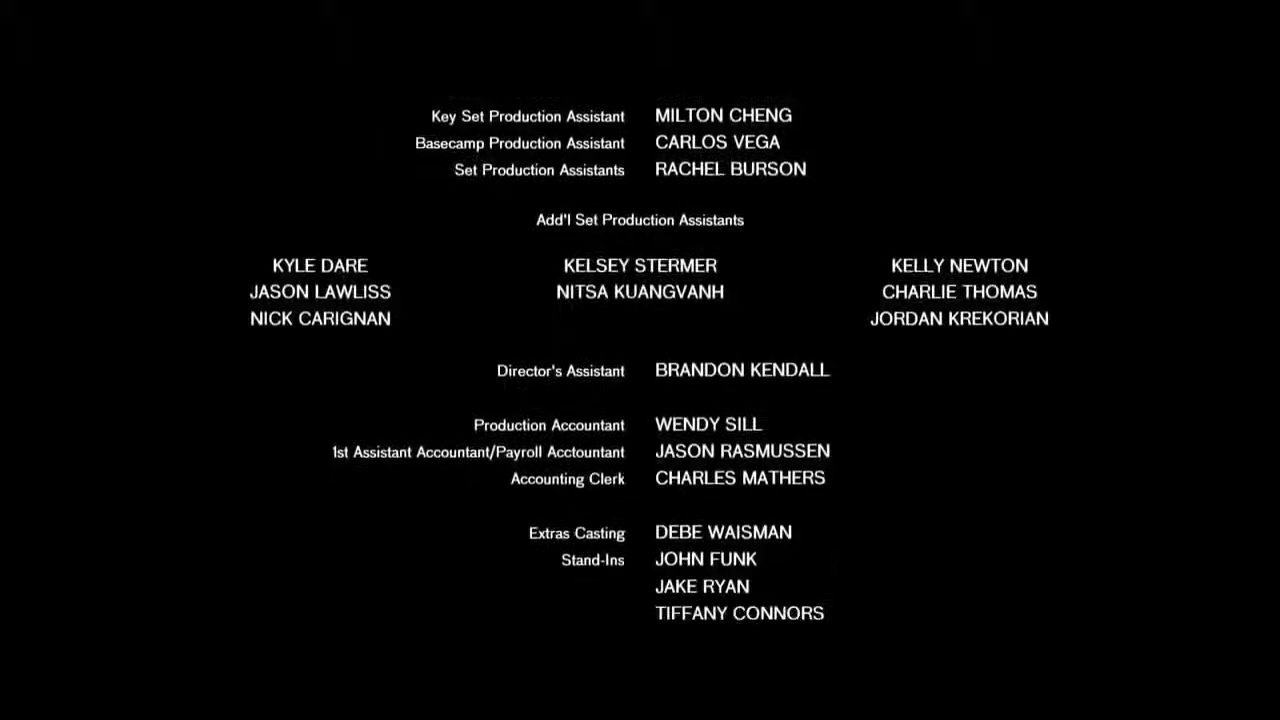 Key Set Production Assistant MILTON CHENG
Basecamp Production Assistant CARLOS VEGA
Set Production Assistants RACHEL BURSON
Add'l Set Production Assistants
KYLE DARE KELSEY STERMER KELLY NEWTON
JASON LAWLISS NITSA KUANGVANH CHARLIE THOMAS
NICK CARIGNAN JORDAN KREKORIAN
Director's Assistant BRANDON KENDALL
Production Accountant WENDY SILL
1st Assistant Accountant/Payroll Acctountant JASON RASMUSSEN
Accounting Clerk CHARLES MATHERS
Extras Casting DEBE WAISMAN
Stand-Ins JOHN FUNK
JAKE RYAN
TIFFANY CONNORS